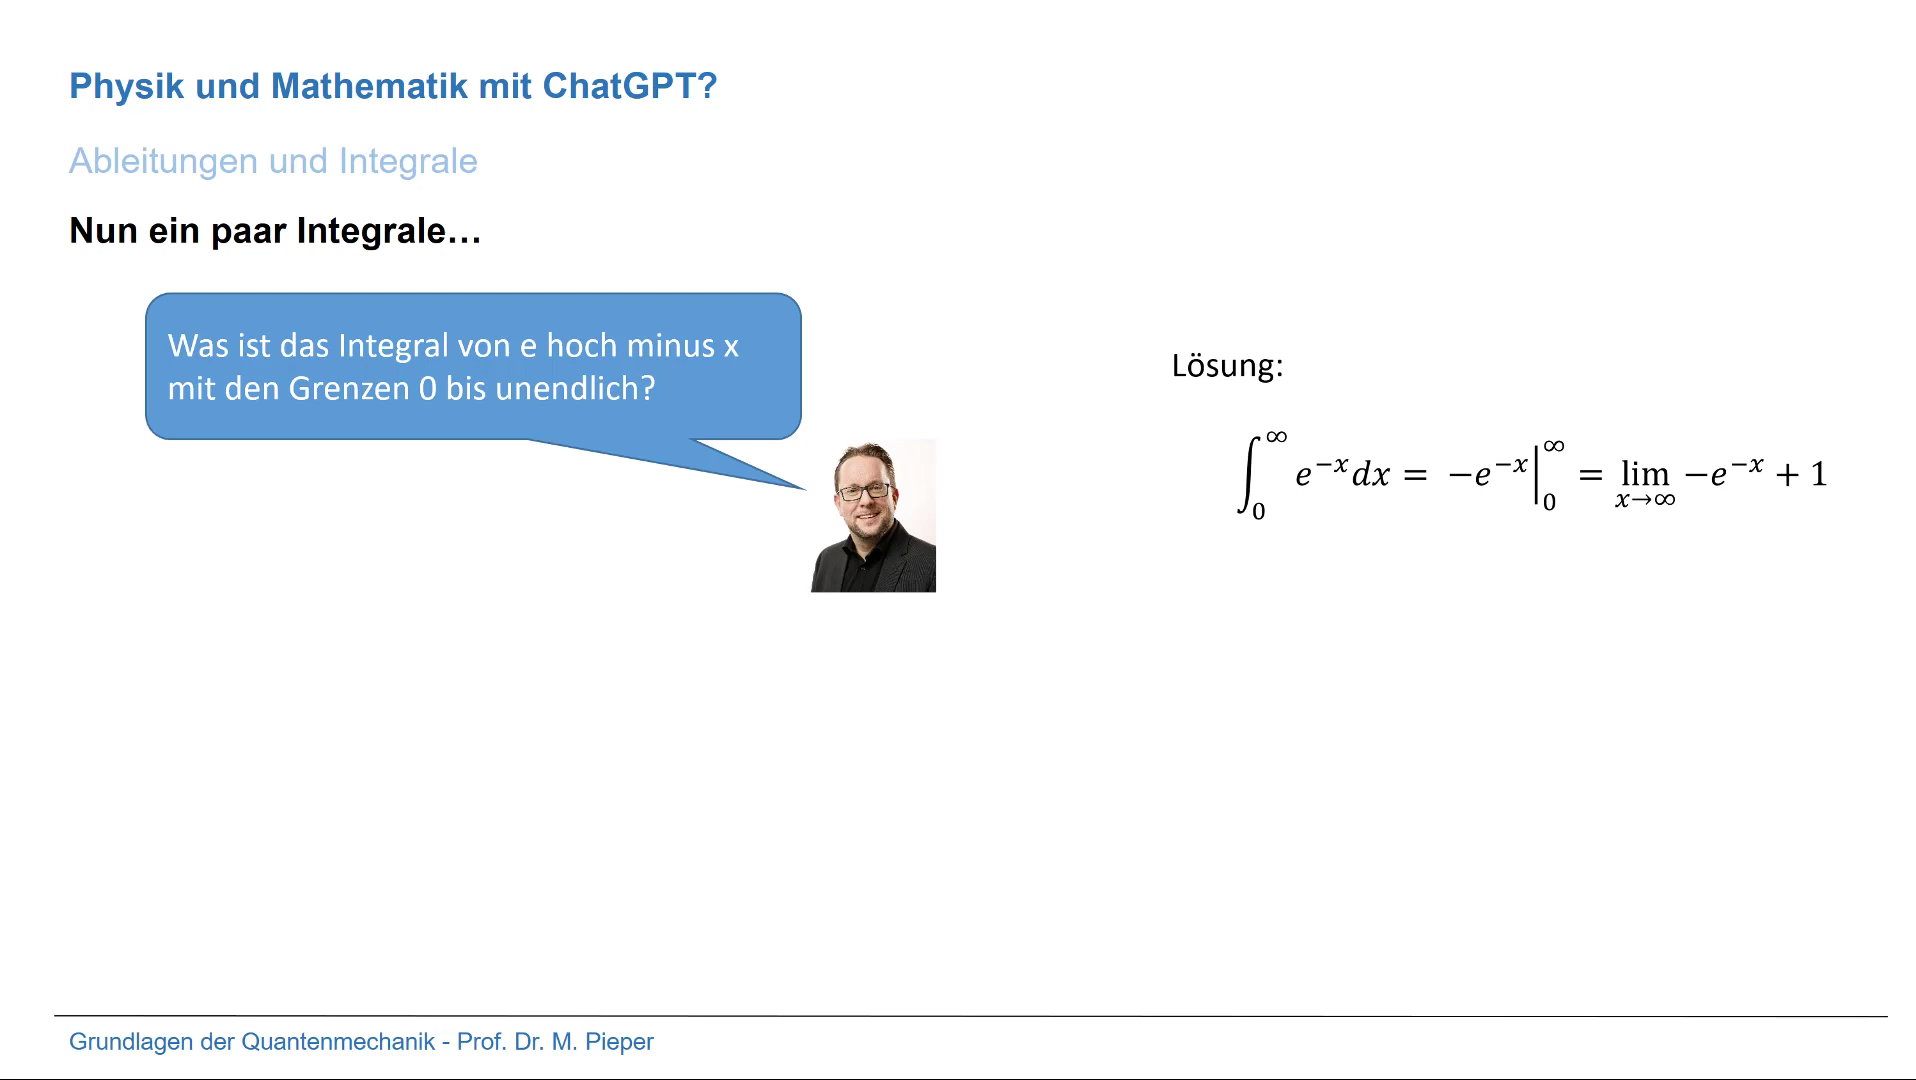 Physik und Mathematik mit ChatGPT?
Ableitungen und Integrale
Nun ein paar Integrale…
Was ist das Integral von e hoch minus x
mit den Grenzen 0 bis unendlich?
Lösung:
∫₀^∞ e^{−x} dx = −e^{−x} |₀^∞ = lim_{x→∞} −e^{−x} + 1
Grundlagen der Quantenmechanik - Prof. Dr. M. Pieper